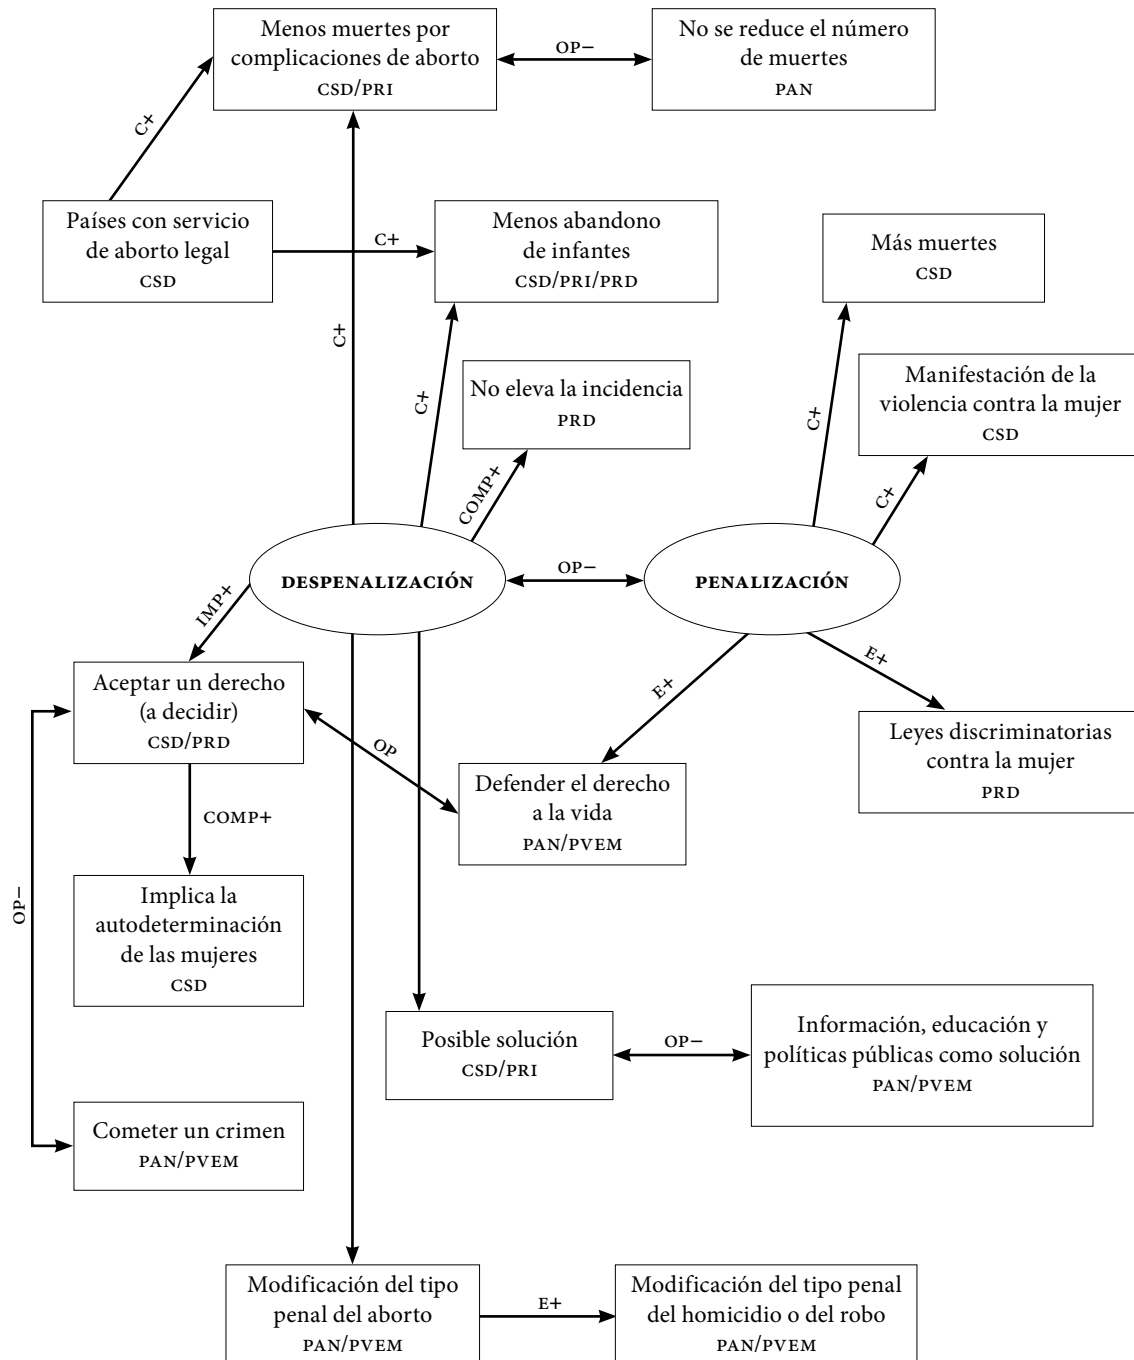 Menos muertes por
complicaciones de aborto
CSD/PRI
OP–
No se reduce el número
de muertes
PAN
C+
Países con servicio
de aborto legal
CSD
C+
Menos abandono
de infantes
CSD/PRI/PRD
Más muertes
CSD
C+
No eleva la incidencia
PRD
C+
C+
Manifestación de la
violencia contra la mujer
CSD
COMP+
C+
DESPENALIZACIÓN
OP–
PENALIZACIÓN
IMP+
E+
E+
Aceptar un derecho
(a decidir)
CSD/PRD
OP
Leyes discriminatorias
contra la mujer
PRD
Defender el derecho
a la vida
PAN/PVEM
COMP+
OP–
Implica la
autodeterminación
de las mujeres
CSD
Posible solución
CSD/PRI
OP–
Información, educación y
políticas públicas como solución
PAN/PVEM
Cometer un crimen
PAN/PVEM
Modificación del tipo
penal del aborto
PAN/PVEM
E+
Modificación del tipo penal
del homicidio o del robo
PAN/PVEM